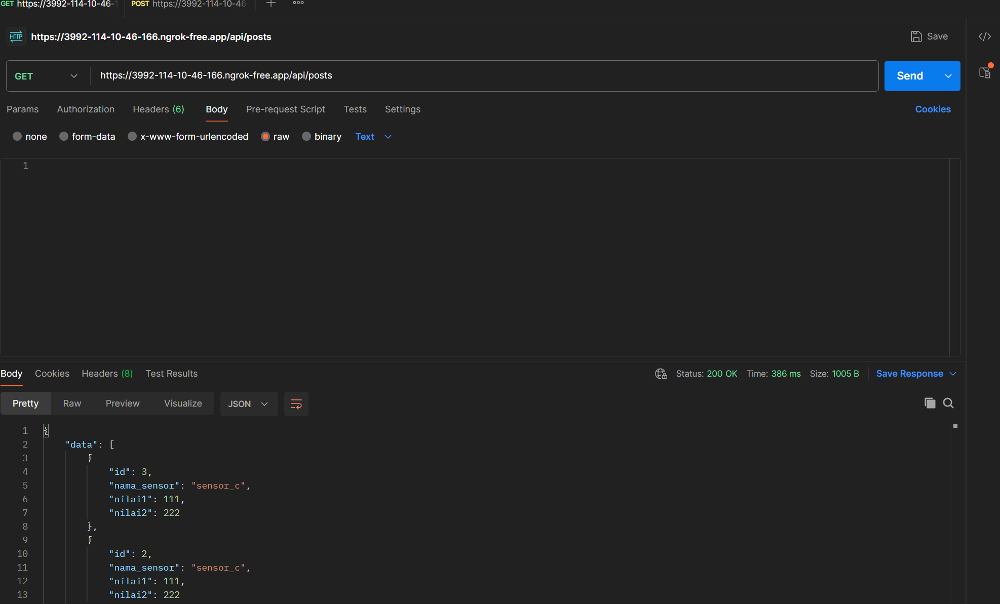 GET https://3992-114-10-46-1
POST https://3992-114-10-46-
HTTP https://3992-114-10-46-166.ngrok-free.app/api/posts
Save
</>
GET https://3992-114-10-46-166.ngrok-free.app/api/posts
Send
Params Authorization Headers (6) Body Pre-request Script Tests Settings Cookies
none form-data x-www-form-urlencoded raw binary Text
1
Body Cookies Headers (8) Test Results Status: 200 OK Time: 386 ms Size: 1005 B Save Response
Pretty Raw Preview Visualize JSON
1 {
2 "data": [
3 {
4 "id": 3,
5 "nama_sensor": "sensor_c",
6 "nilai1": 111,
7 "nilai2": 222
8 },
9 {
10 "id": 2,
11 "nama_sensor": "sensor_c",
12 "nilai1": 111,
13 "nilai2": 222